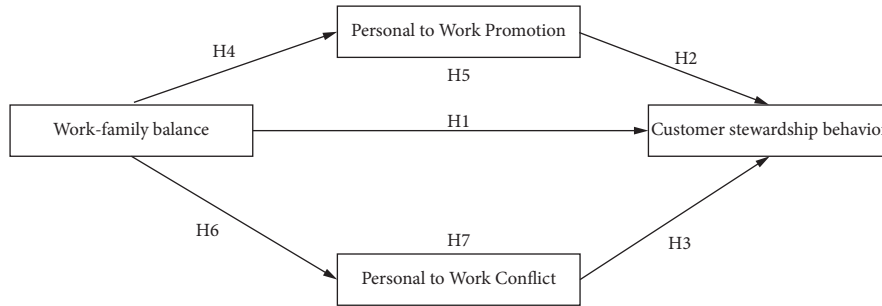 Personal to Work Promotion
H4
H2
H5
Work-family balance
H1
Customer stewardship behavior
H6
H7
H3
Personal to Work Conflict